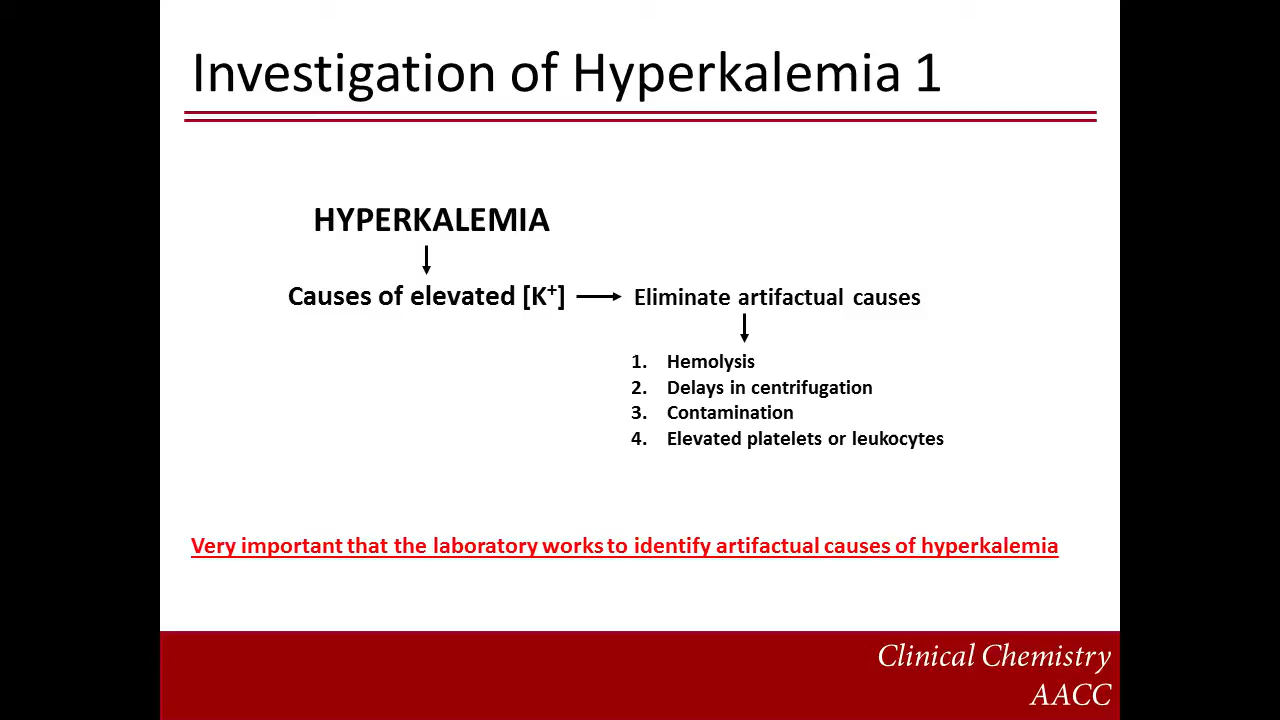 Investigation of Hyperkalemia 1
HYPERKALEMIA
Causes of elevated [K⁺]
Eliminate artifactual causes
1. Hemolysis
2. Delays in centrifugation
3. Contamination
4. Elevated platelets or leukocytes
Very important that the laboratory works to identify artifactual causes of hyperkalemia
Clinical Chemistry
AACC